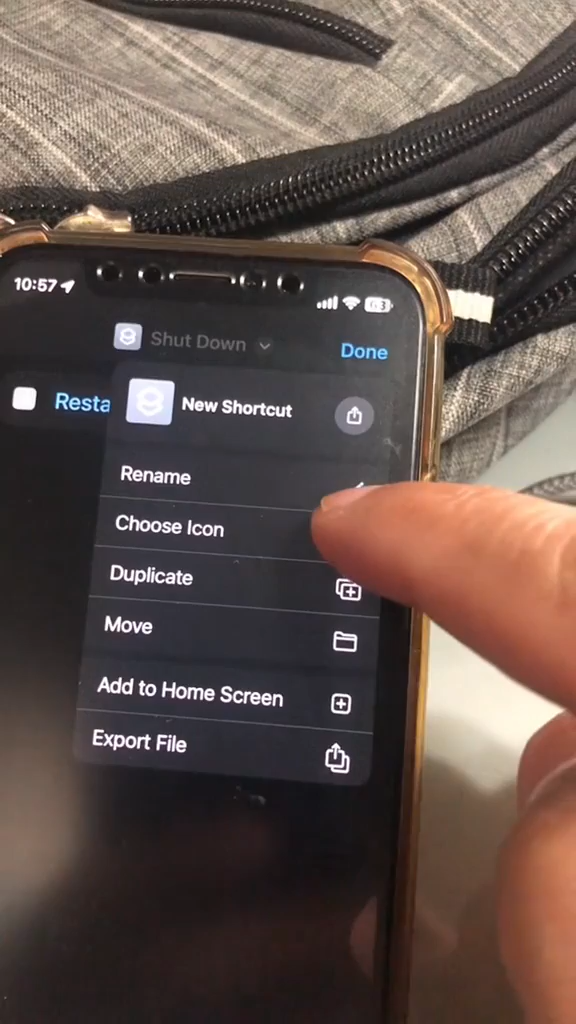 10:57
63
Shut Down
Done
Resta
New Shortcut
Rename
Choose Icon
Duplicate
Move
Add to Home Screen
Export File